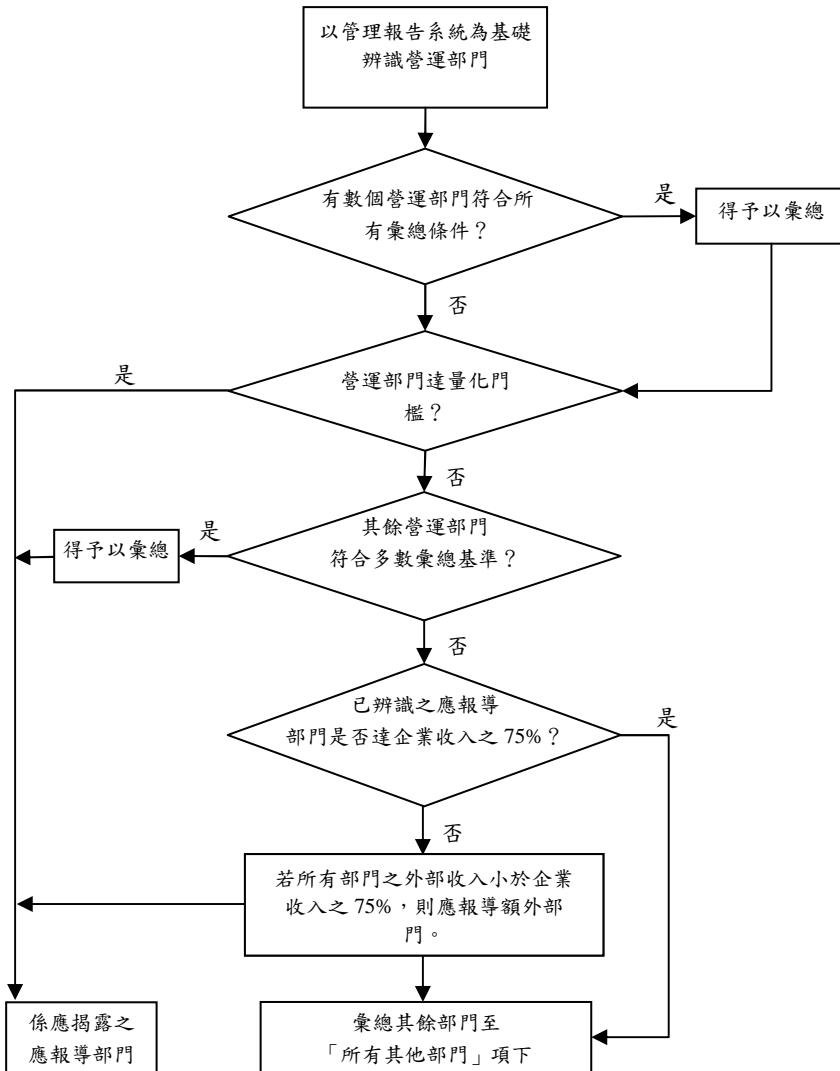 以管理報告系統為基礎
辨識營運部門
有數個營運部門符合所
有彙總條件？
是
得予以彙總
否
是
營運部門達量化門
檻？
否
其餘營運部門
符合多數彙總基準？
是
得予以彙總
否
已辨識之應報導
部門是否達企業收入之 75%？
是
否
若所有部門之外部收入小於企業
收入之 75%，則應報導額外部
門。
係應揭露之
應報導部門
彙總其餘部門至
「所有其他部門」項下